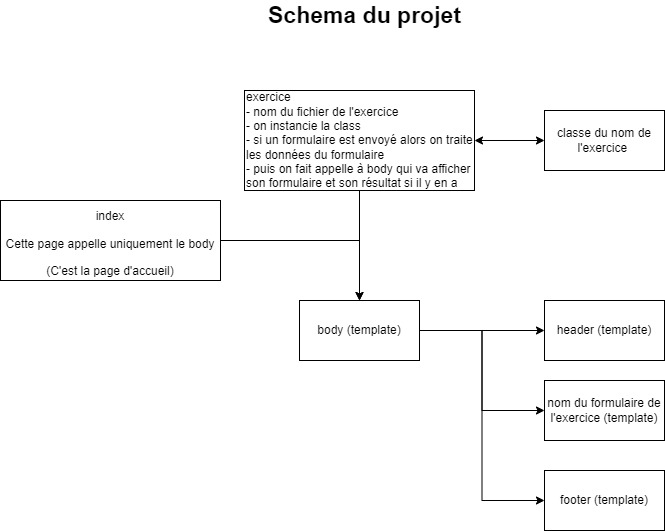 Schema du projet
exercice
- nom du fichier de l'exercice
- on instancie la class
- si un formulaire est envoyé alors on traite
les données du formulaire
- puis on fait appelle à body qui va afficher
son formulaire et son résultat si il y en a
classe du nom de
l'exercice
index
Cette page appelle uniquement le body
(C'est la page d'accueil)
body (template)
header (template)
nom du formulaire de
l'exercice (template)
footer (template)